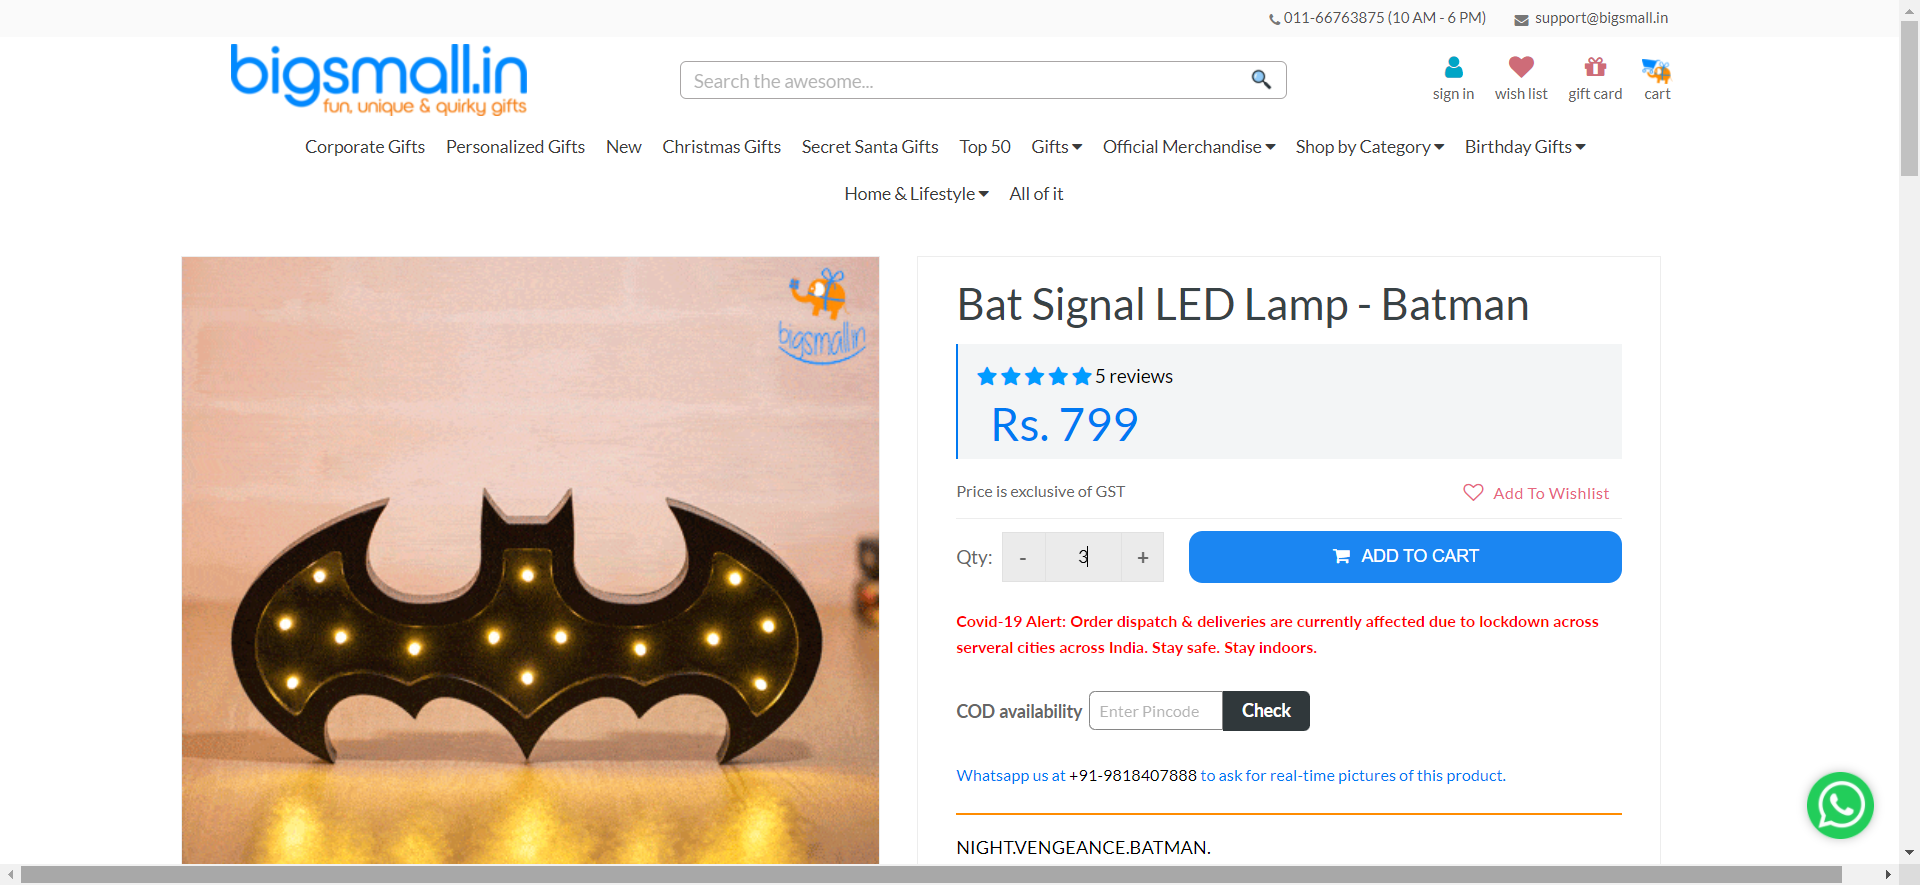 011-66763875 (10 AM - 6 PM) support@bigsmall.in
bigsmall.in
fun, unique & quirky gifts
Search the awesome...
sign in wish list gift card cart
Corporate Gifts Personalized Gifts New Christmas Gifts Secret Santa Gifts Top 50 Gifts Official Merchandise Shop by Category Birthday Gifts
Home & Lifestyle All of it
bigsmall.in
Bat Signal LED Lamp - Batman
5 reviews
Rs. 799
Price is exclusive of GST Add To Wishlist
Qty: - 3 + ADD TO CART
Covid-19 Alert: Order dispatch & deliveries are currently affected due to lockdown across
serveral cities across India. Stay safe. Stay indoors.
COD availability Enter Pincode Check
Whatsapp us at +91-9818407888 to ask for real-time pictures of this product.
NIGHT.VENGEANCE.BATMAN.